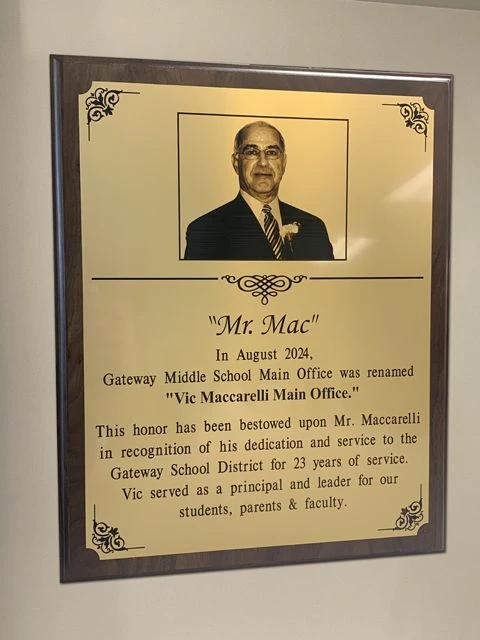 "Mr. Mac"
In August 2024,
Gateway Middle School Main Office was renamed
"Vic Maccarelli Main Office."
This honor has been bestowed upon Mr. Maccarelli
in recognition of his dedication and service to the
Gateway School District for 23 years of service.
Vic served as a principal and leader for our
students, parents & faculty.